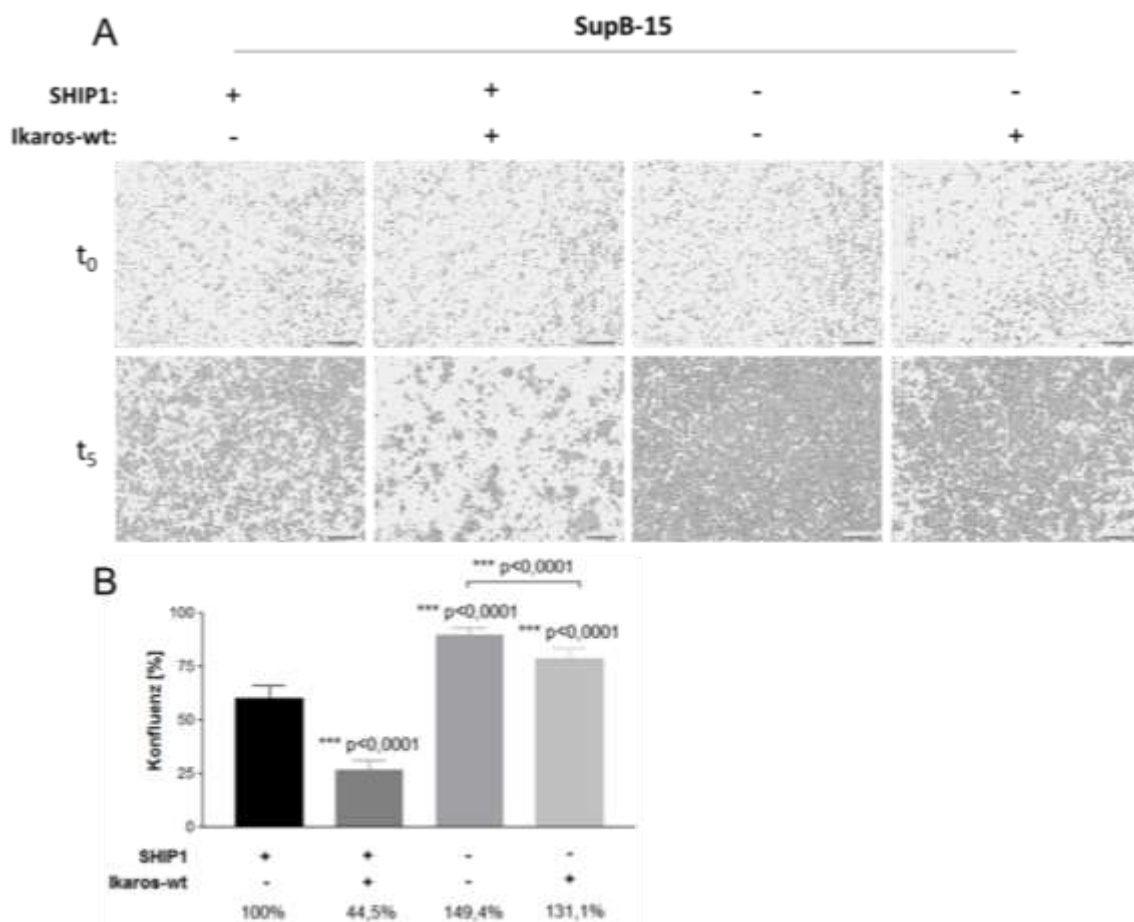 A
SupB-15
SHIP1: + + - -
Ikaros-wt: - + - +
t₀
t₅
B
*** p<0,0001
*** p<0,0001
*** p<0,0001
*** p<0,0001
Konfluenz [%]
100
75
50
25
0
SHIP1 + + - -
Ikaros-wt - + - +
100% 44,5% 149,4% 131,1%